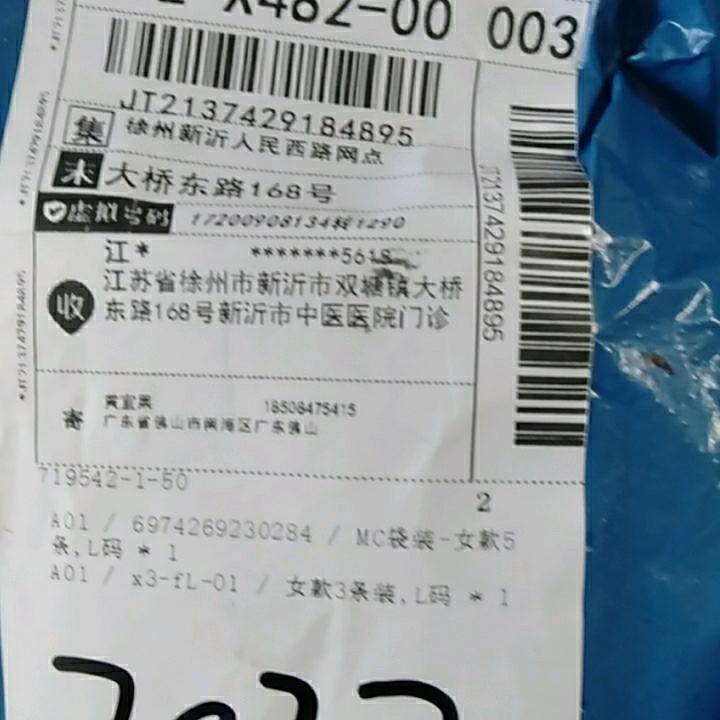 X482-00 003
JT2137429184895
集 徐州新沂人民西路网点
末 大桥东路168号
虚拟号码 17200908134转1290
江* *******5618
收 江苏省徐州市新沂市双塘镇大桥
东路168号新沂市中医医院门诊
寄 黄宜果 18508475415
广东省佛山市南海区广东佛山
719542-1-50
2
A01 / 6974269230284 / MC袋装-女款5
条,L码 * 1
A01 / x3-fL-01 / 女款3条装,L码 * 1
JT2137429184895